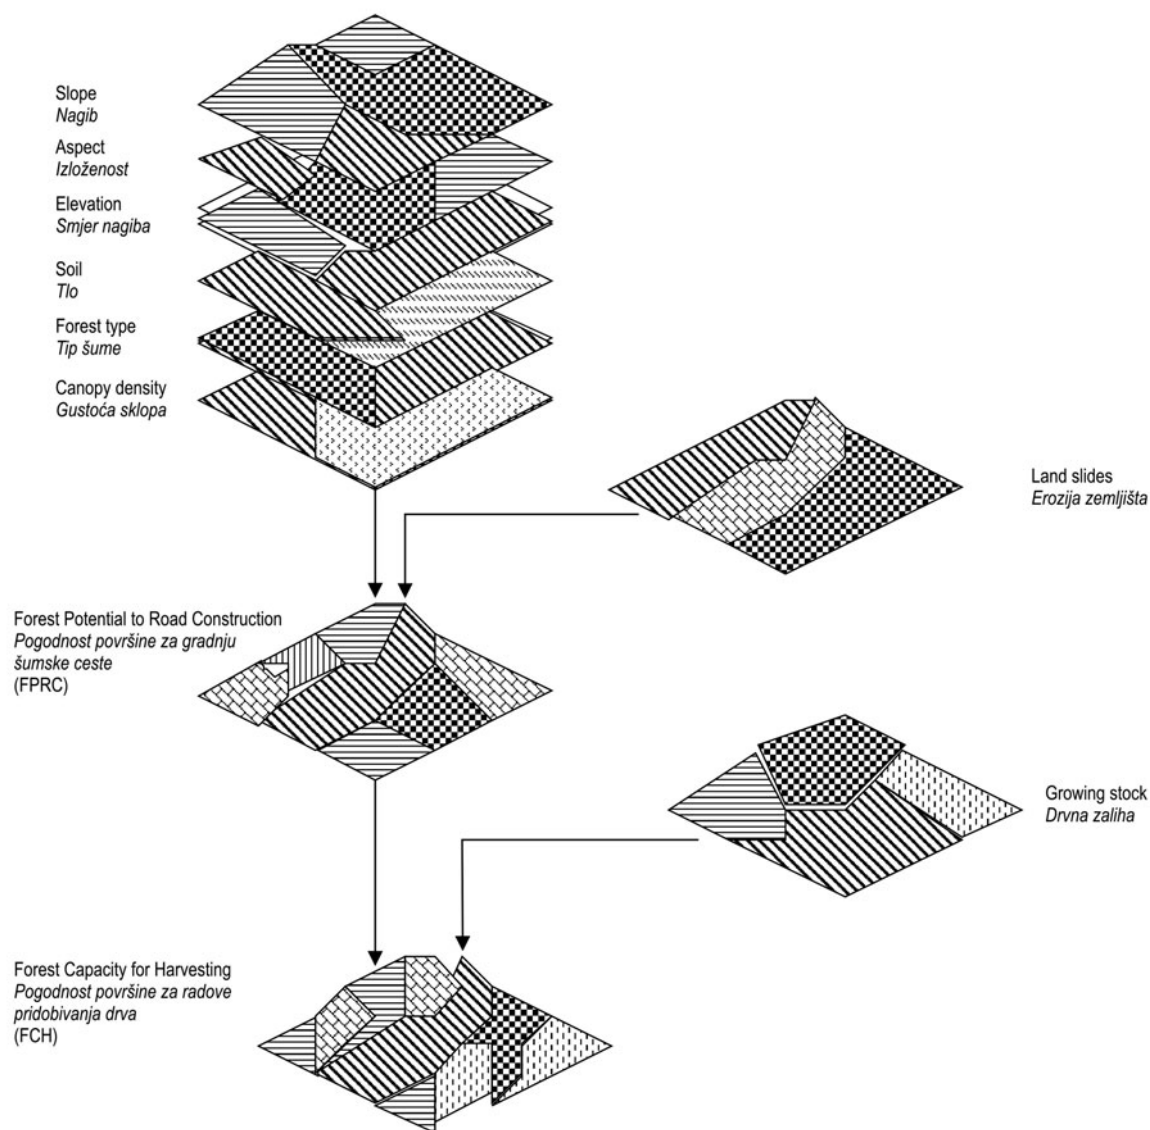 Slope
Nagib
Aspect
Izloženost
Elevation
Smjer nagiba
Soil
Tlo
Forest type
Tip šume
Canopy density
Gustoća sklopa
Land slides
Erozija zemljišta
Forest Potential to Road Construction
Pogodnost površine za gradnju
šumske ceste
(FPRC)
Growing stock
Drvna zaliha
Forest Capacity for Harvesting
Pogodnost površine za radove
pridobivanja drva
(FCH)